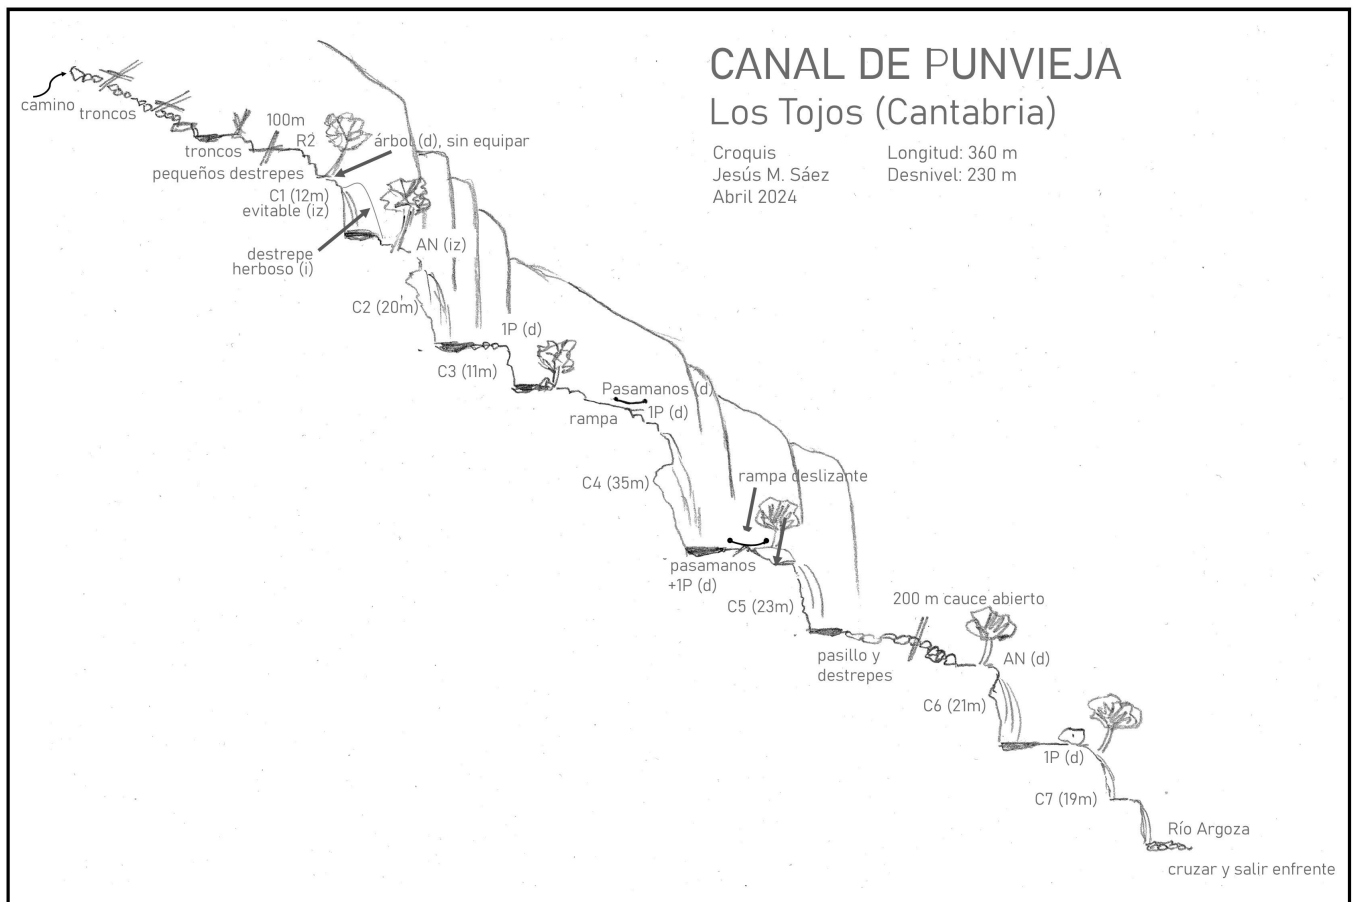 CANAL DE PUNVIEJA
Los Tojos (Cantabria)
Croquis
Jesús M. Sáez
Abril 2024
Longitud: 360 m
Desnivel: 230 m
camino
troncos
100m
R2
árbol (d), sin equipar
troncos
pequeños destrepes
C1 (12m)
evitable (iz)
destrepe
herboso (i)
AN (iz)
C2 (20m)
1P (d)
C3 (11m)
Pasamanos (d)
1P (d)
rampa
C4 (35m)
rampa deslizante
pasamanos
+1P (d)
C5 (23m)
200 m cauce abierto
pasillo y
destrepes
AN (d)
C6 (21m)
1P (d)
C7 (19m)
Río Argoza
cruzar y salir enfrente